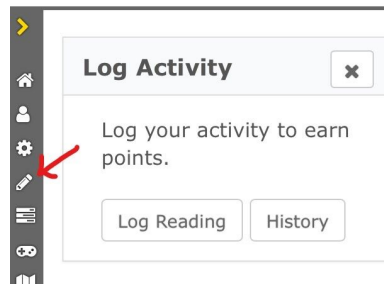 Log Activity
Log your activity to earn
points.
Log Reading
History